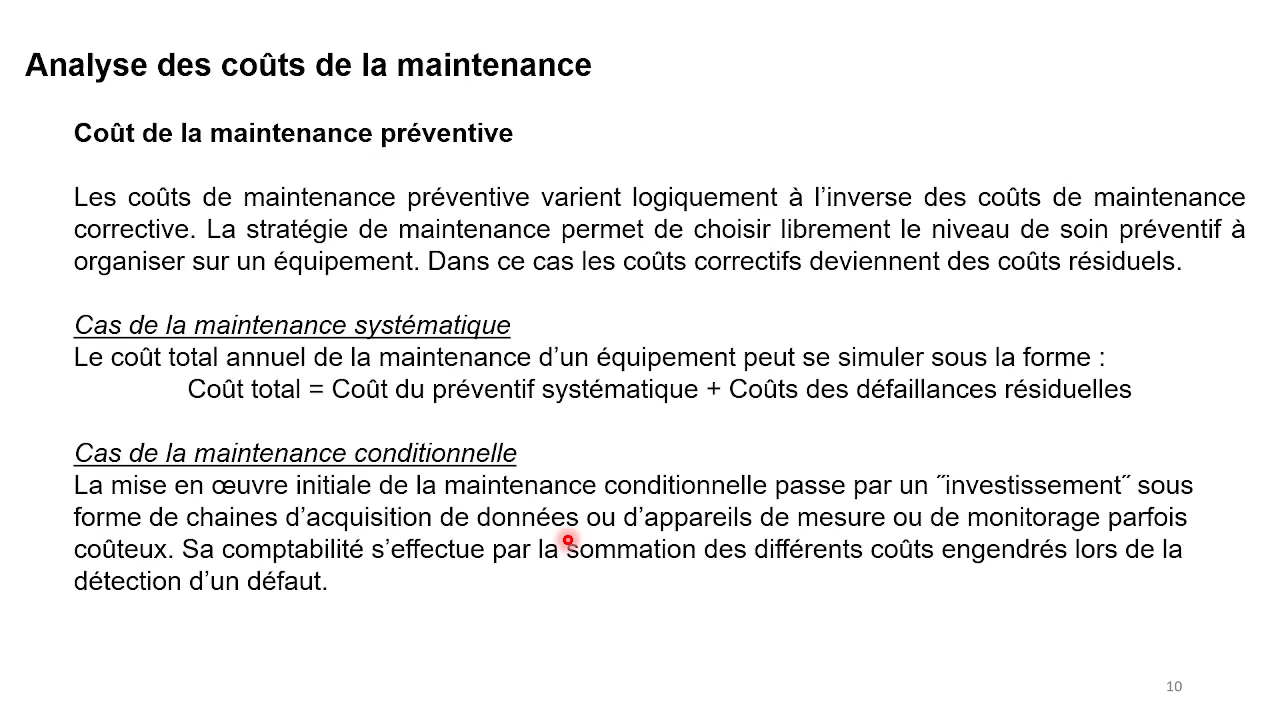 Analyse des coûts de la maintenance
Coût de la maintenance préventive
Les coûts de maintenance préventive varient logiquement à l’inverse des coûts de maintenance
corrective. La stratégie de maintenance permet de choisir librement le niveau de soin préventif à
organiser sur un équipement. Dans ce cas les coûts correctifs deviennent des coûts résiduels.
Cas de la maintenance systématique
Le coût total annuel de la maintenance d’un équipement peut se simuler sous la forme :
Coût total = Coût du préventif systématique + Coûts des défaillances résiduelles
Cas de la maintenance conditionnelle
La mise en œuvre initiale de la maintenance conditionnelle passe par un ˝investissement˝ sous
forme de chaines d’acquisition de données ou d’appareils de mesure ou de monitorage parfois
coûteux. Sa comptabilité s’effectue par la sommation des différents coûts engendrés lors de la
détection d’un défaut.
10